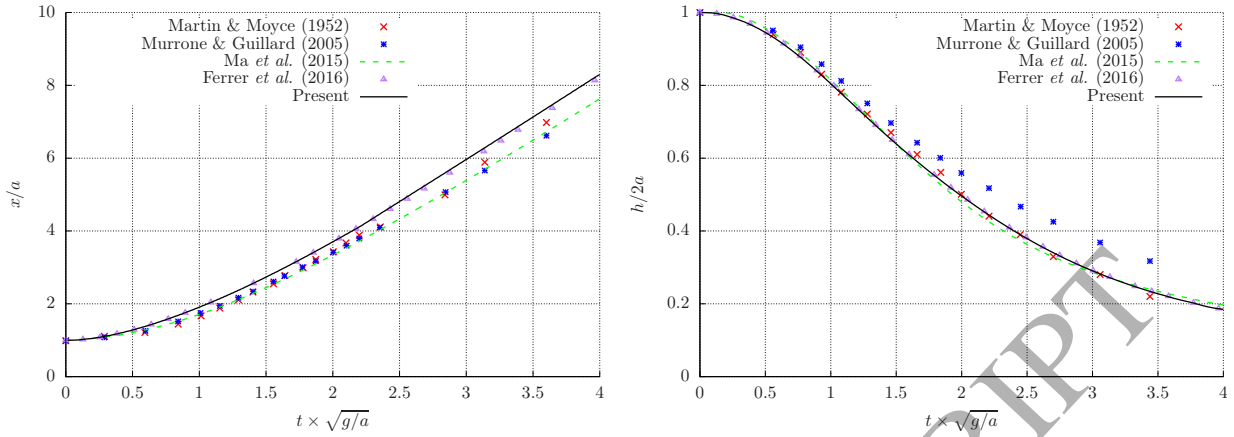 10
8
6
4
2
0
x/a
0 0.5 1 1.5 2 2.5 3 3.5 4
t × √g/a
Martin & Moyce (1952)
Murrone & Guillard (2005)
Ma et al. (2015)
Ferrer et al. (2016)
Present
1
0.8
0.6
0.4
0.2
0
h/2a
0 0.5 1 1.5 2 2.5 3 3.5 4
t × √g/a
Martin & Moyce (1952)
Murrone & Guillard (2005)
Ma et al. (2015)
Ferrer et al. (2016)
Present
RIPT